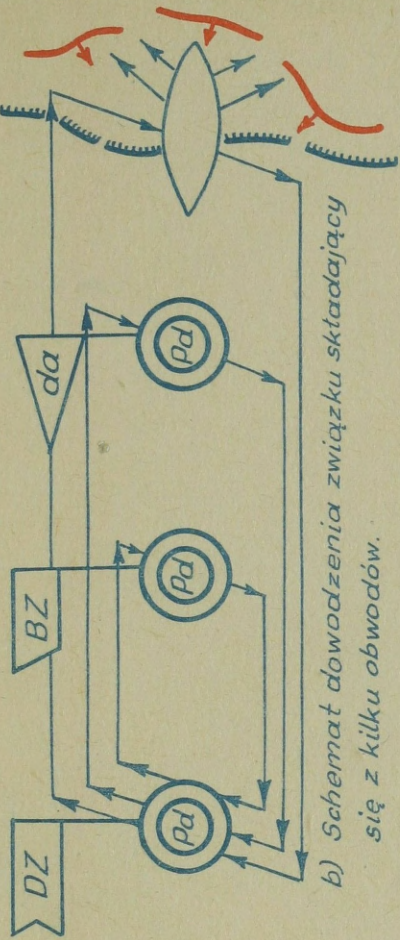 DZ
BZ
da
Pd
Pd
Pd
b) Schemat dowodzenia związku składający
się z kilku obwodów.